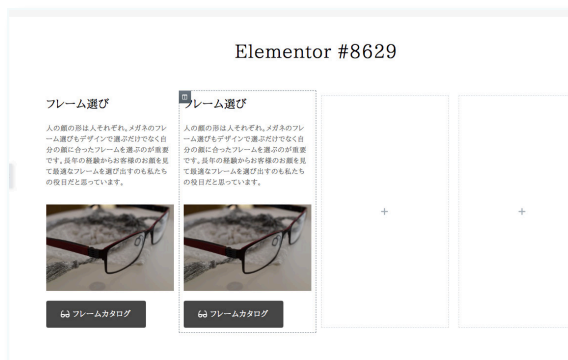 Elementor #8629
フレーム選び
人の顔の形は人それぞれ。メガネのフレ
ーム選びもデザインで選ぶだけでなく自
分の顔に合ったフレームを選ぶのが重要
です。長年の経験からお客様のお顔を見
て最適なフレームを選び出すのも私たち
の役目だと思っています。
フレームカタログ
フレーム選び
人の顔の形は人それぞれ。メガネのフレ
ーム選びもデザインで選ぶだけでなく自
分の顔に合ったフレームを選ぶのが重要
です。長年の経験からお客様のお顔を見
て最適なフレームを選び出すのも私たち
の役目だと思っています。
フレームカタログ
+
+